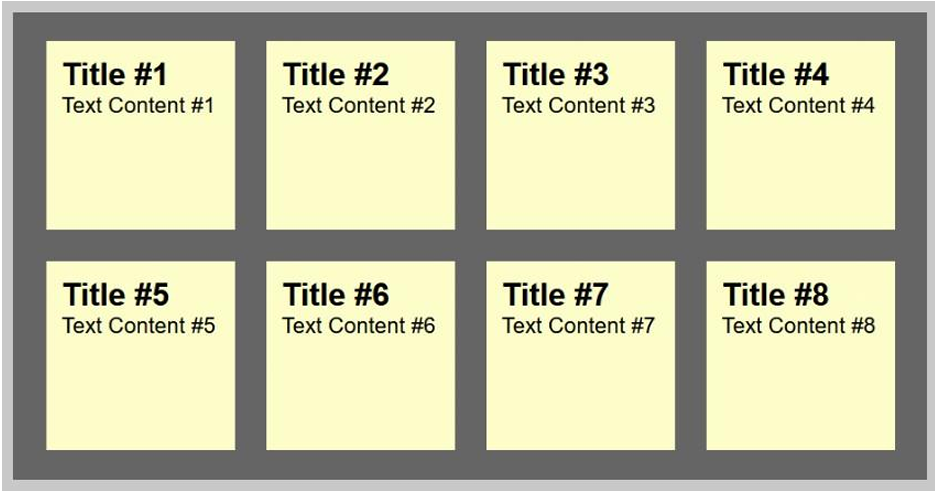 Title #1
Text Content #1
Title #2
Text Content #2
Title #3
Text Content #3
Title #4
Text Content #4
Title #5
Text Content #5
Title #6
Text Content #6
Title #7
Text Content #7
Title #8
Text Content #8